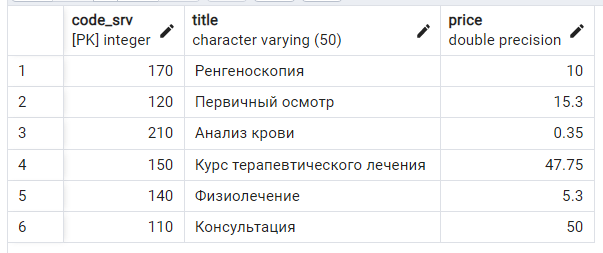 code_srv title price
[PK] integer character varying (50) double precision
1 170 Ренгеноскопия 10
2 120 Первичный осмотр 15.3
3 210 Анализ крови 0.35
4 150 Курс терапевтического лечения 47.75
5 140 Физиолечение 5.3
6 110 Консультация 50